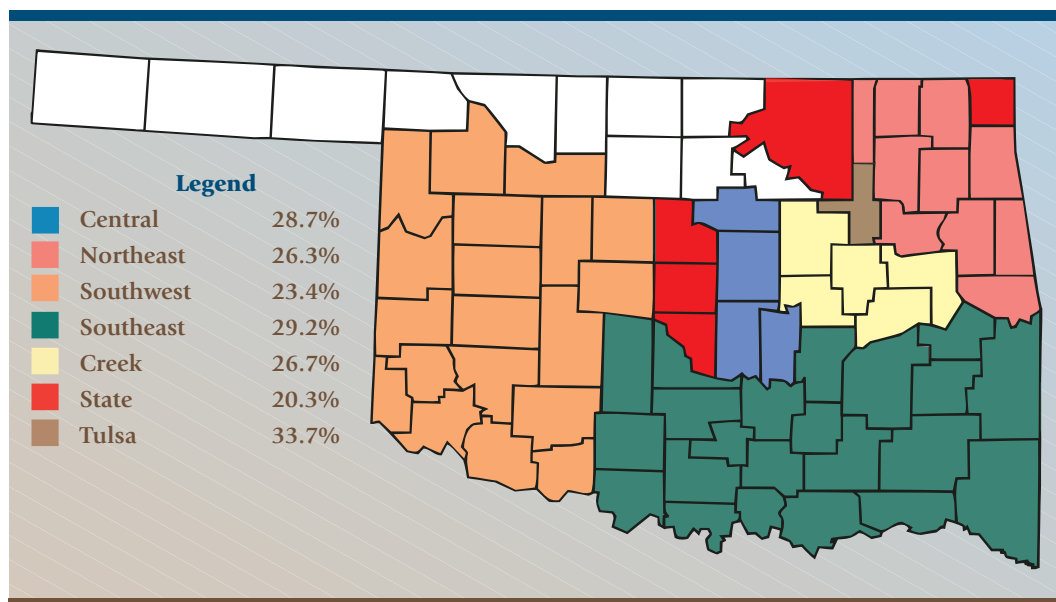 Legend
Central 28.7%
Northeast 26.3%
Southwest 23.4%
Southeast 29.2%
Creek 26.7%
State 20.3%
Tulsa 33.7%